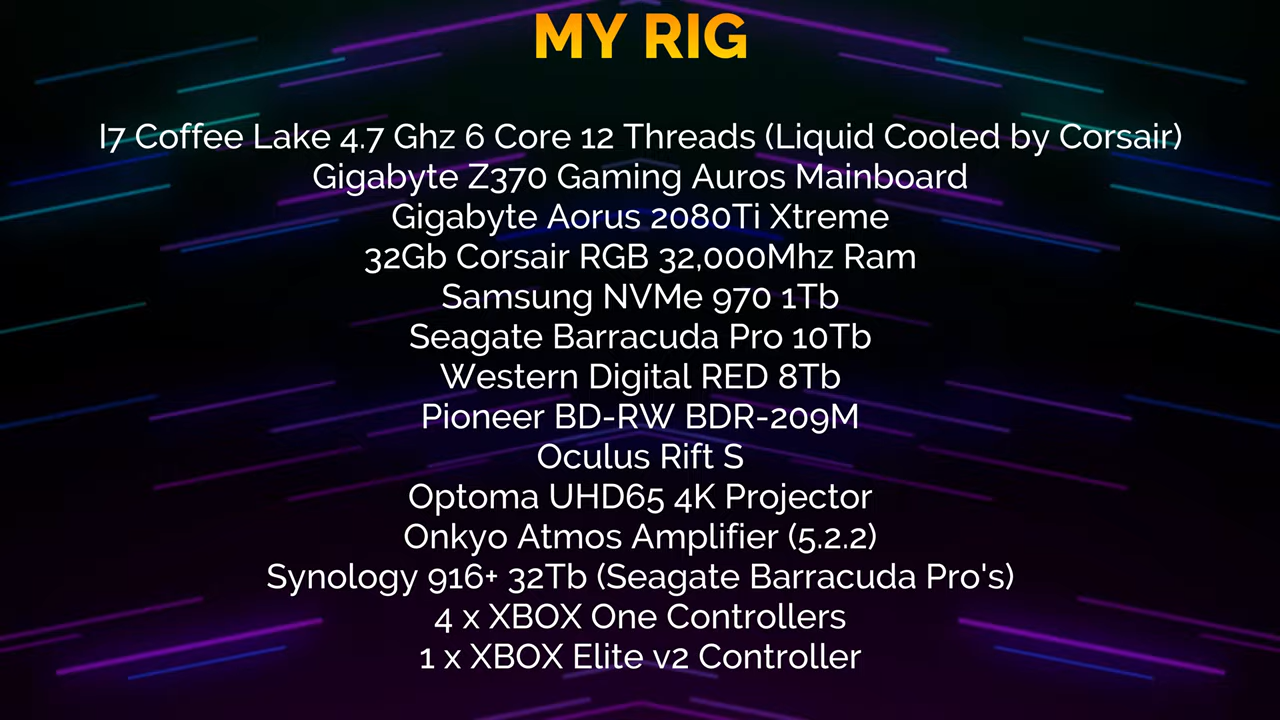 MY RIG
I7 Coffee Lake 4.7 Ghz 6 Core 12 Threads (Liquid Cooled by Corsair)
Gigabyte Z370 Gaming Auros Mainboard
Gigabyte Aorus 2080Ti Xtreme
32Gb Corsair RGB 32,000Mhz Ram
Samsung NVMe 970 1Tb
Seagate Barracuda Pro 10Tb
Western Digital RED 8Tb
Pioneer BD-RW BDR-209M
Oculus Rift S
Optoma UHD65 4K Projector
Onkyo Atmos Amplifier (5.2.2)
Synology 916+ 32Tb (Seagate Barracuda Pro's)
4 x XBOX One Controllers
1 x XBOX Elite v2 Controller